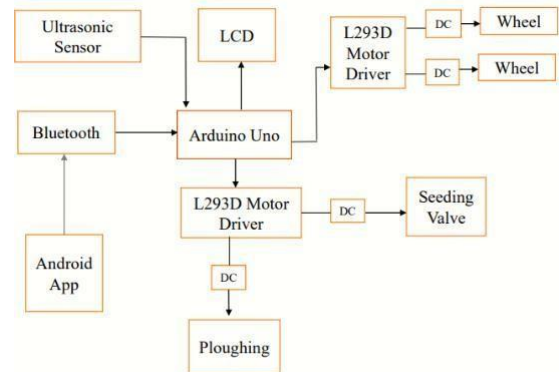 Ultrasonic
Sensor
LCD
L293D
Motor
Driver
DC
Wheel
DC
Wheel
Bluetooth
Arduino Uno
L293D Motor
Driver
DC
Seeding
Valve
Android
App
DC
Ploughing